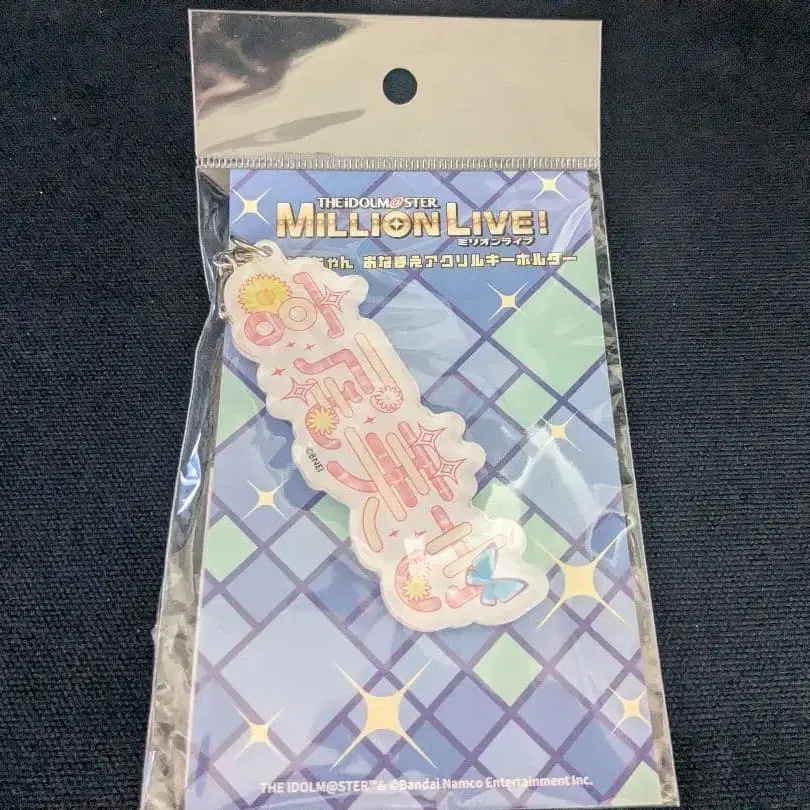 THE iDOLM@STER
MILLION LIVE!
ミリオンライブ
ちゃん おなまえアクリルキーホルダー
©BNEI
THE IDOLM@STER™& ©Bandai Namco Entertainment Inc.